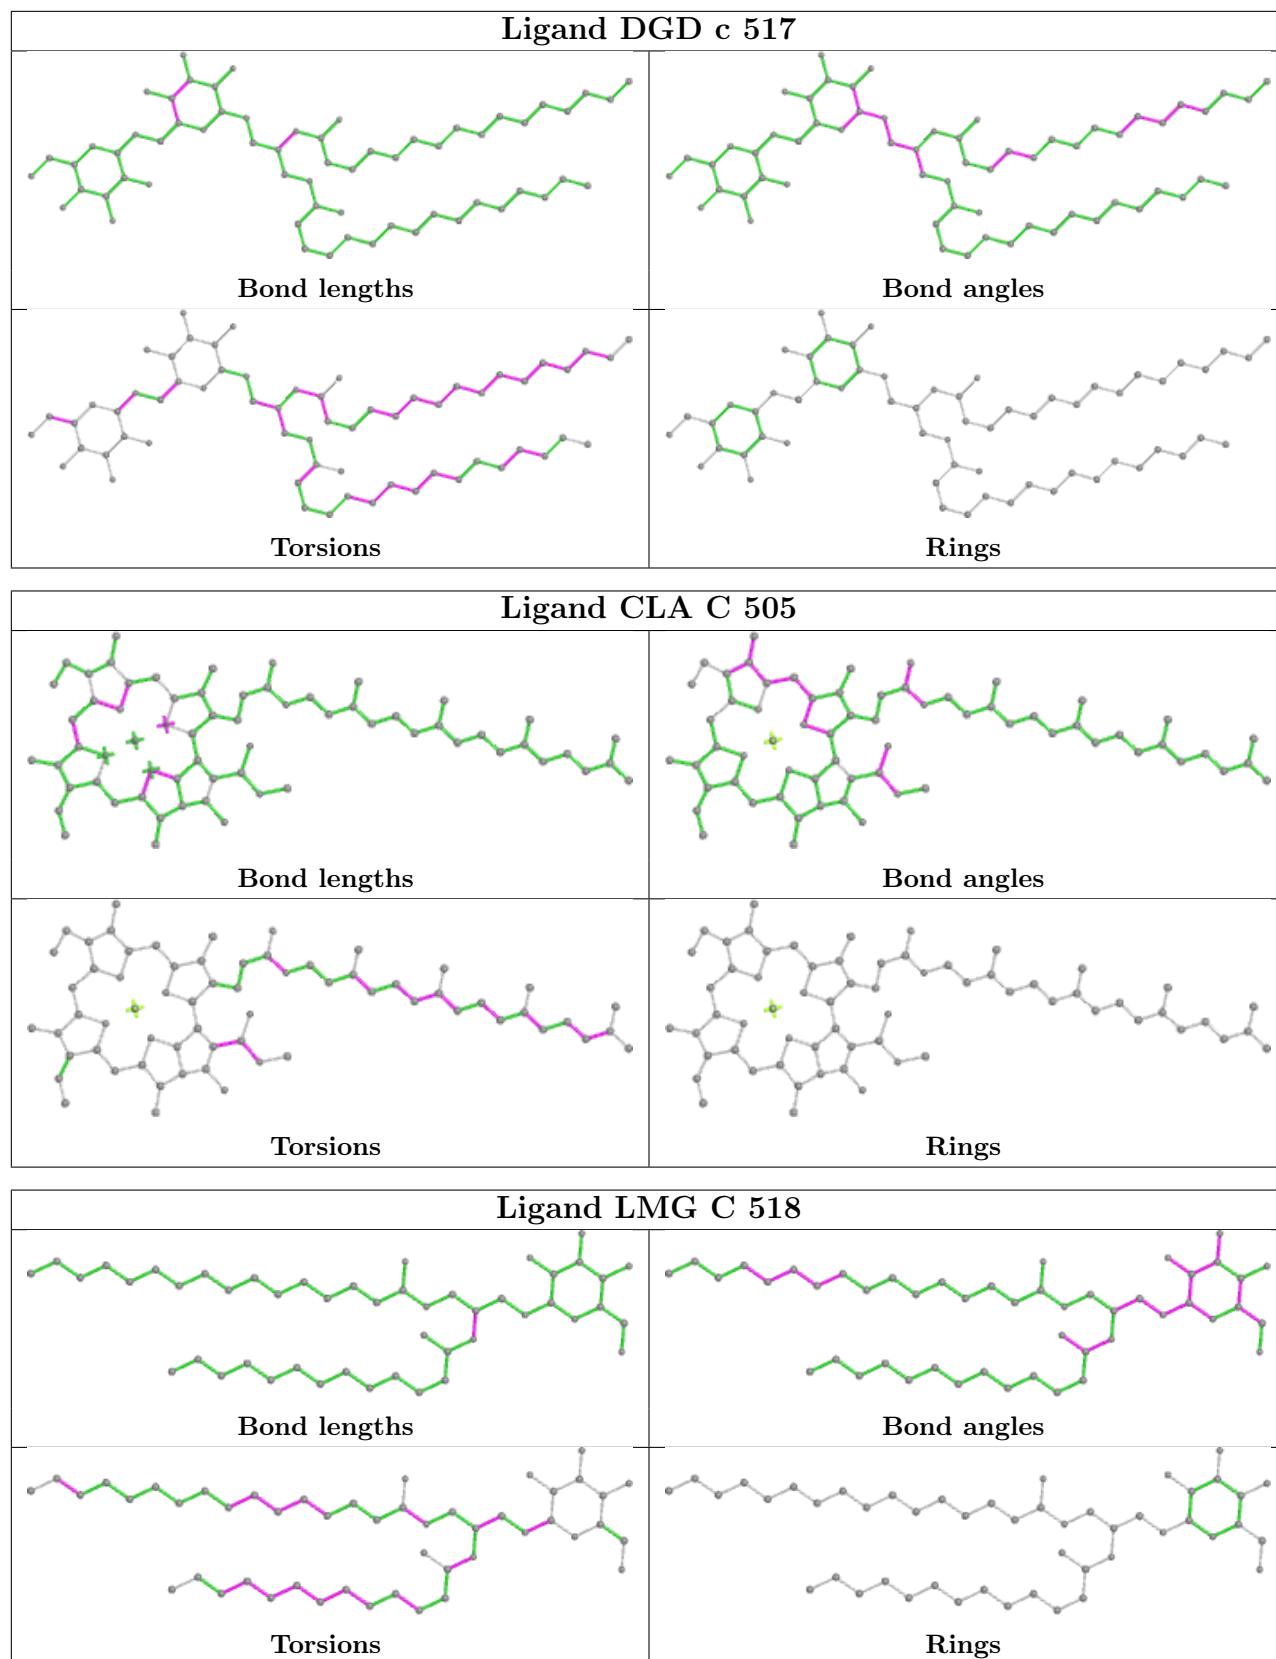 Ligand DGD c 517
Bond lengths
Bond angles
Torsions
Rings
Ligand CLA C 505
Bond lengths
Bond angles
Torsions
Rings
Ligand LMG C 518
Bond lengths
Bond angles
Torsions
Rings